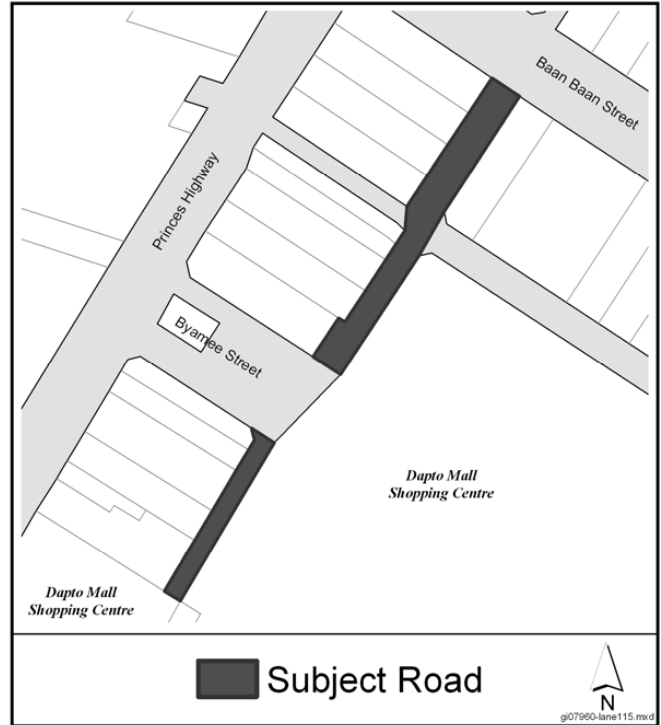 Baan Baan Street
Princes Highway
Byamee Street
Dapto Mall
Shopping Centre
Dapto Mall
Shopping Centre
Subject Road
N
gi07960-lane115.mxd